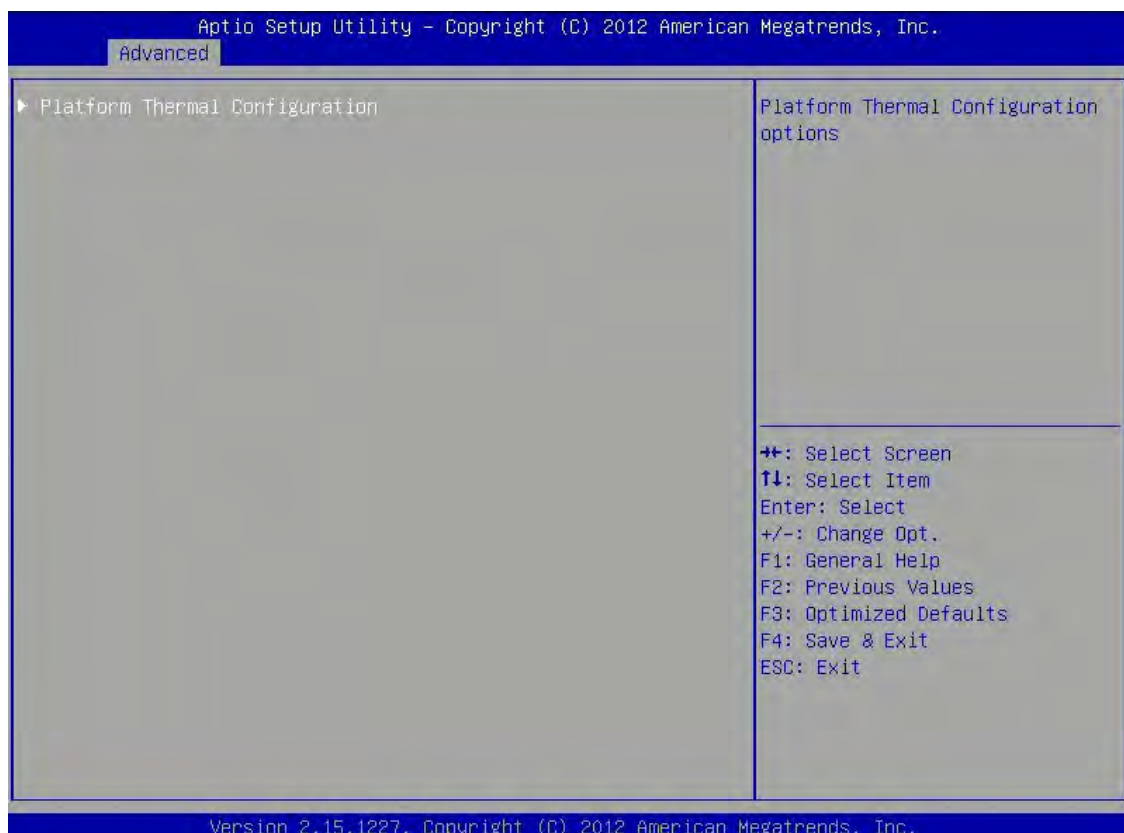 Aptio Setup Utility – Copyright (C) 2012 American Megatrends, Inc.
Advanced
▶ Platform Thermal Configuration
Platform Thermal Configuration
options
→←: Select Screen
↑↓: Select Item
Enter: Select
+/-: Change Opt.
F1: General Help
F2: Previous Values
F3: Optimized Defaults
F4: Save & Exit
ESC: Exit
Version 2.15.1227. Copyright (C) 2012 American Megatrends, Inc.